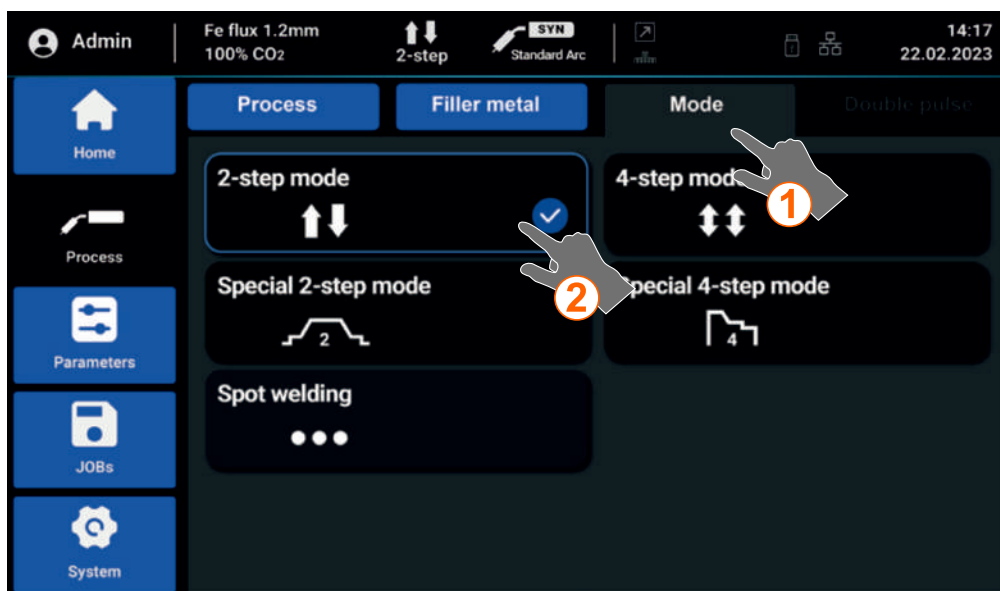 Admin
Fe flux 1.2mm
100% CO2
2-step
SYN
Standard Arc
14:17
22.02.2023
Home
Process
Parameters
JOBs
System
Process
Filler metal
Mode
Double pulse
2-step mode
4-step mode
1
2
Special 2-step mode
2
Special 4-step mode
4
Spot welding